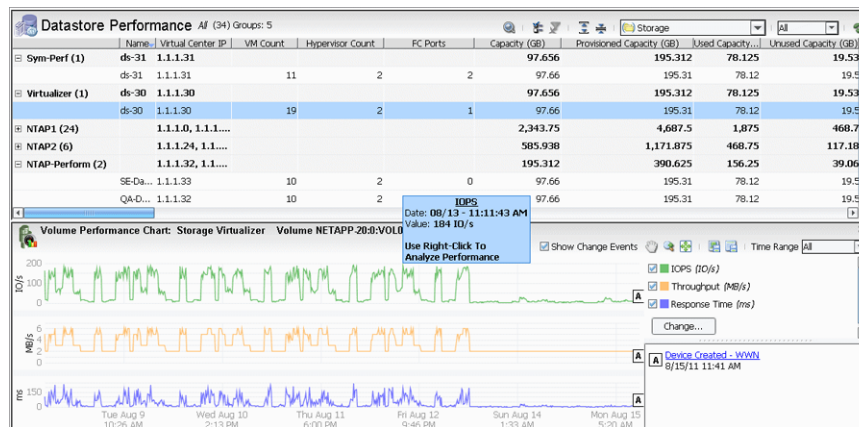 Datastore Performance All (34) Groups: 5 Storage All
Name Virtual Center IP VM Count Hypervisor Count FC Ports Capacity (GB) Provisioned Capacity (GB) Used Capacity... Unused Capacity (GB)
Sym-Perf (1) ds-31 1.1.1.31 97.656 195.312 78.125 19.53
ds-31 1.1.1.31 11 2 2 97.66 195.31 78.12 19.5
Virtualizer (1) ds-30 1.1.1.30 97.656 195.312 78.125 19.53
ds-30 1.1.1.30 19 2 1 97.66 195.31 78.12 19.5
NTAP1 (24) 1.1.1.0, 1.1.1.... 2,343.75 4,687.5 1,875 468.7
NTAP2 (6) 1.1.1.24, 1.1.... 585.938 1,171.875 468.75 117.18
NTAP-Perform (2) 1.1.1.32, 1.1.... 195.312 390.625 156.25 39.06
SE-Da... 1.1.1.33 10 2 0 97.66 195.31 78.12 19.5
QA-D... 1.1.1.32 10 2 97.66 195.31 78.12 19.5
IOPS
Date: 08/13 - 11:11:43 AM
Value: 184 IO/s
Use Right-Click To
Analyze Performance
Volume Performance Chart: Storage Virtualizer Volume NETAPP-20:0:VOL0
Show Change Events Time Range All
200
100
0
IO/s
A
IOPS (IO/s)
Throughput (MB/s)
Response Time (ms)
Change...
6
4
2
0
MB/s
A
A Device Created - WWN
8/15/11 11:41 AM
150
0
ms
A
Tue Aug 9 Wed Aug 10 Thu Aug 11 Fri Aug 12 Sun Aug 14 Mon Aug 15
10:26 AM 2:13 PM 6:00 PM 9:46 PM 1:33 AM 5:20 AM